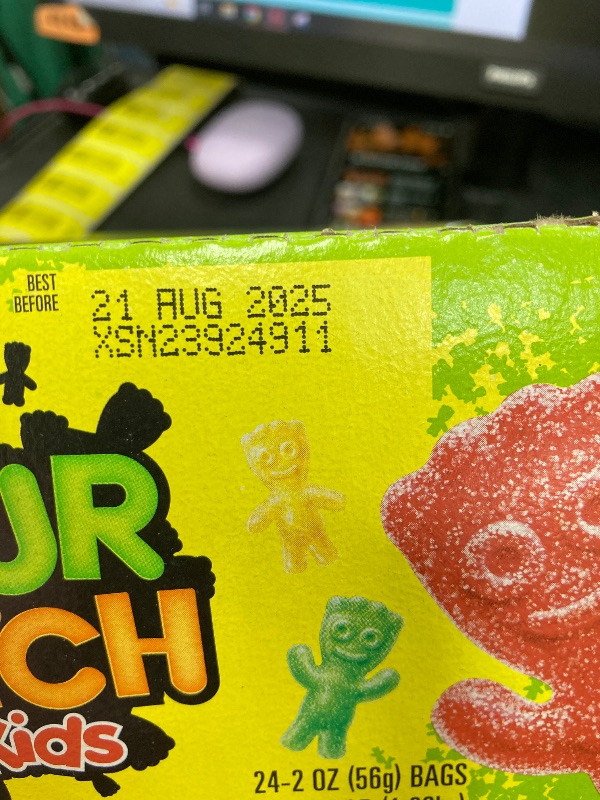 BEST
BEFORE
21 AUG 2025
XSN23924911
UR
CH
Kids
24-2 OZ (56g) BAGS